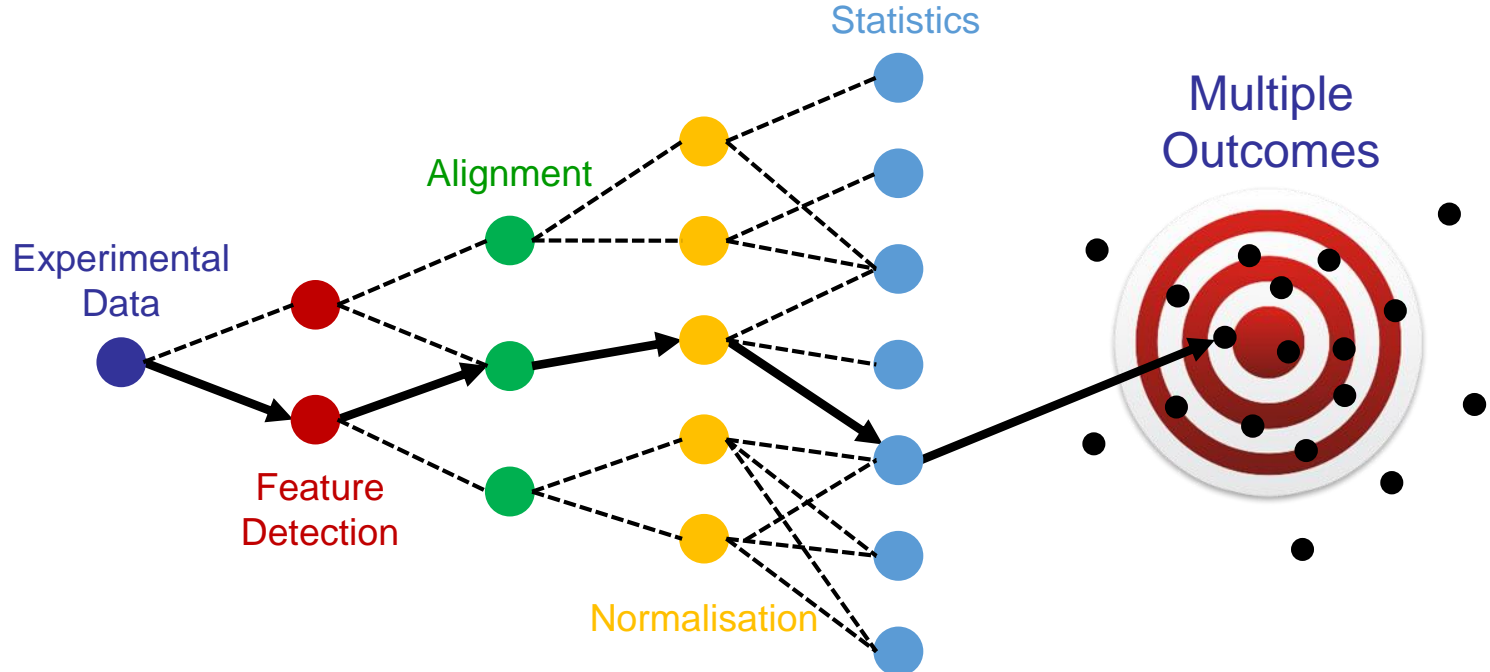 Statistics
Multiple
Outcomes
Alignment
Experimental
Data
Feature
Detection
Normalisation